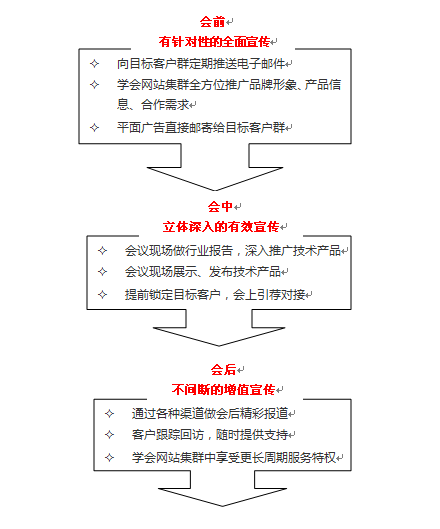 会前
有针对性的全面宣传
向目标客户群定期推送电子邮件
学会网站集群全方位推广品牌形象、产品信
息、合作需求
平面广告直接邮寄给目标客户群
会中
立体深入的有效宣传
会议现场做行业报告，深入推广技术产品
会议现场展示、发布技术产品
提前锁定目标客户，会上引荐对接
会后
不间断的增值宣传
通过各种渠道做会后精彩报道
客户跟踪回访，随时提供支持
学会网站集群中享受更长周期服务特权